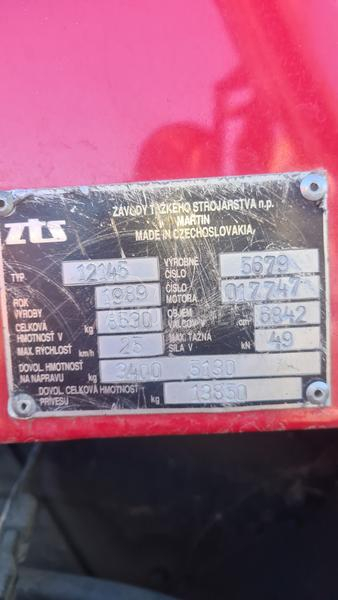 ZÁVODY ŤAŽKÉHO STROJÁRSTVA n.p.
MARTIN
MADE IN CZECHOSLOVAKIA
zts
TYP 12145 VÝROBNÉ ČÍSLO 5679
ROK VÝROBY 1989 ČÍSLO MOTORA 017747
CELKOVÁ HMOTNOSŤ V kg 6530 OBJEM VALCOV V cm³ 6842
MAX. RÝCHLOSŤ km/h 25 MAX. ŤAŽNÁ SILA V kN 49
DOVOL. HMOTNOSŤ NA NÁPRAVU kg 3400 5130
DOVOL. CELKOVÁ HMOTNOSŤ PRÍVESU kg 13850